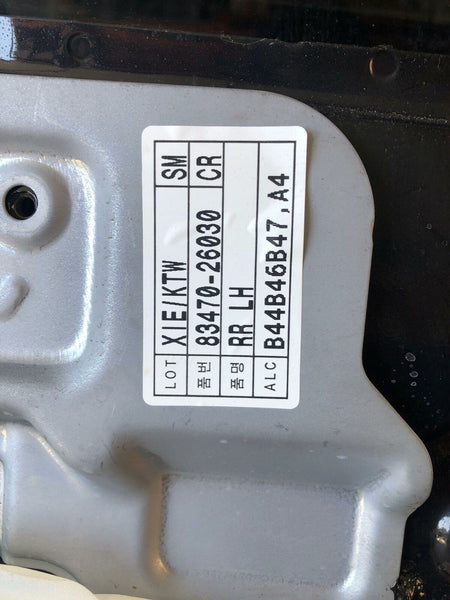 LOT XIE/KTW SM
품번 83470-26030 CR
품명 RR LH
ALC B44B46B47,A4